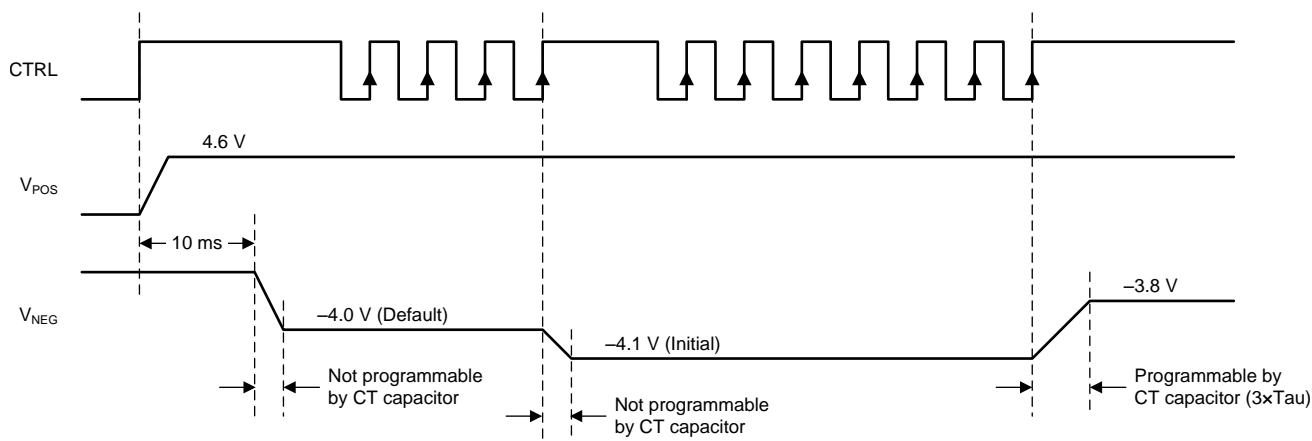 CTRL
4.6 V
VPOS
10 ms
VNEG
–4.0 V (Default)
–4.1 V (Initial)
–3.8 V
Not programmable
by CT capacitor
Not programmable
by CT capacitor
Programmable by
CT capacitor (3×Tau)